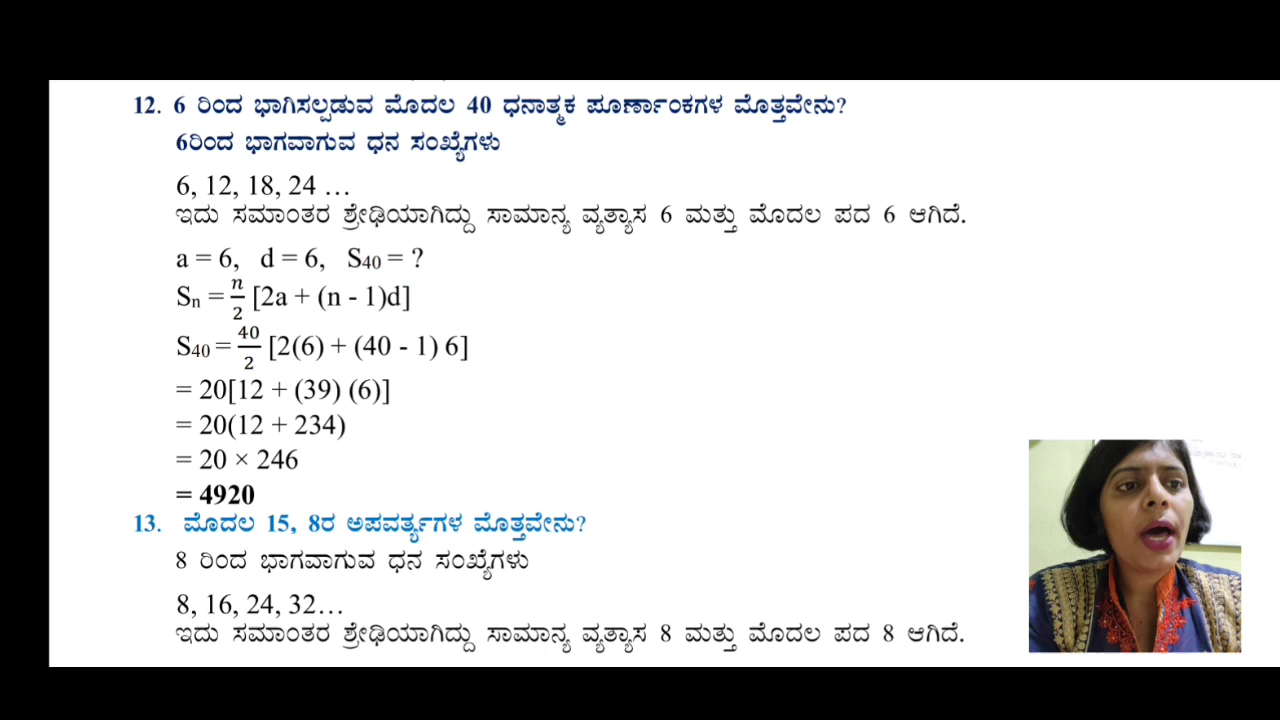 12. 6 ರಿಂದ ಭಾಗಿಸಲ್ಪಡುವ ಮೊದಲ 40 ಧನಾತ್ಮಕ ಪೂರ್ಣಾಂಕಗಳ ಮೊತ್ತವೇನು?
6ರಿಂದ ಭಾಗವಾಗುವ ಧನ ಸಂಖ್ಯೆಗಳು
6, 12, 18, 24 …
ಇದು ಸಮಾಂತರ ಶ್ರೇಢಿಯಾಗಿದ್ದು ಸಾಮಾನ್ಯ ವ್ಯತ್ಯಾಸ 6 ಮತ್ತು ಮೊದಲ ಪದ 6 ಆಗಿದೆ.
a = 6, d = 6, S₄₀ = ?
Sₙ = n/2 [2a + (n - 1)d]
S₄₀ = 40/2 [2(6) + (40 - 1) 6]
= 20[12 + (39) (6)]
= 20(12 + 234)
= 20 × 246
= 4920
13. ಮೊದಲ 15, 8ರ ಅಪವರ್ತ್ಯಗಳ ಮೊತ್ತವೇನು?
8 ರಿಂದ ಭಾಗವಾಗುವ ಧನ ಸಂಖ್ಯೆಗಳು
8, 16, 24, 32…
ಇದು ಸಮಾಂತರ ಶ್ರೇಢಿಯಾಗಿದ್ದು ಸಾಮಾನ್ಯ ವ್ಯತ್ಯಾಸ 8 ಮತ್ತು ಮೊದಲ ಪದ 8 ಆಗಿದೆ.